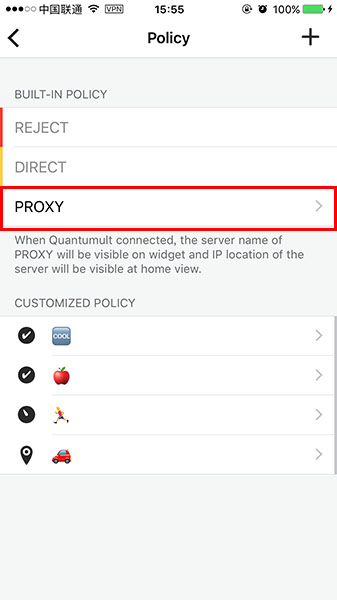 中国联通 VPN 15:55 100%
Policy
BUILT-IN POLICY
REJECT
DIRECT
PROXY
When Quantumult connected, the server name of
PROXY will be visible on widget and IP location of the
server will be visible at home view.
CUSTOMIZED POLICY
COOL